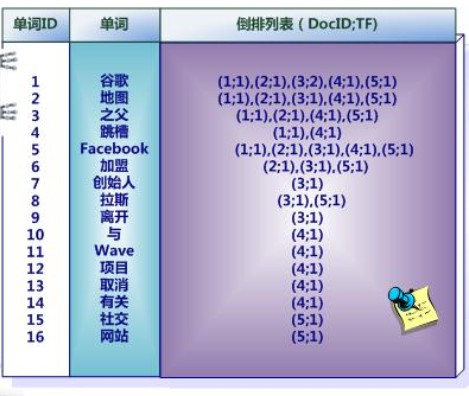 单词ID 单词 倒排列表（DocID;TF)
1 谷歌 (1;1),(2;1),(3;2),(4;1),(5;1)
2 地图 (1;1),(2;1),(3;1),(4;1),(5;1)
3 之父 (1;1),(2;1),(4;1),(5;1)
4 跳槽 (1;1),(4;1)
5 Facebook (1;1),(2;1),(3;1),(4;1),(5;1)
6 加盟 (2;1),(3;1),(5;1)
7 创始人 (3;1)
8 拉斯 (3;1),(5;1)
9 离开 (3;1)
10 与 (4;1)
11 Wave (4;1)
12 项目 (4;1)
13 取消 (4;1)
14 有关 (4;1)
15 社交 (5;1)
16 网站 (5;1)